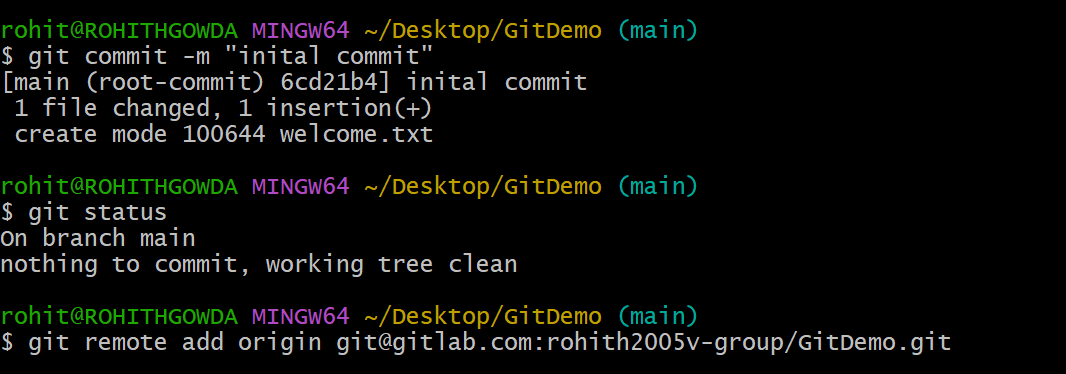 rohit@ROHITHGOWDA MINGW64 ~/Desktop/GitDemo (main)
$ git commit -m "inital commit"
[main (root-commit) 6cd21b4] inital commit
 1 file changed, 1 insertion(+)
 create mode 100644 welcome.txt

rohit@ROHITHGOWDA MINGW64 ~/Desktop/GitDemo (main)
$ git status
On branch main
nothing to commit, working tree clean

rohit@ROHITHGOWDA MINGW64 ~/Desktop/GitDemo (main)
$ git remote add origin git@gitlab.com:rohith2005v-group/GitDemo.git